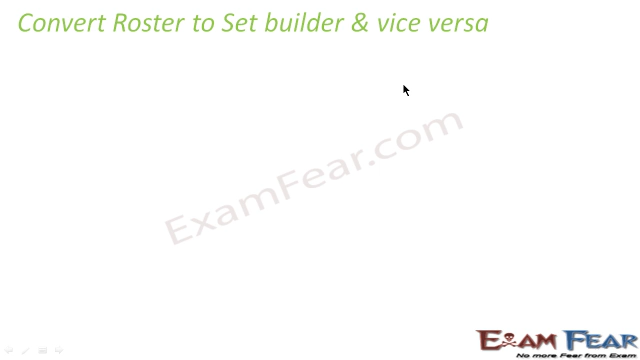 Convert Roster to Set builder & vice versa
ExamFear.com
EXAM FEAR
No more Fear from Exam